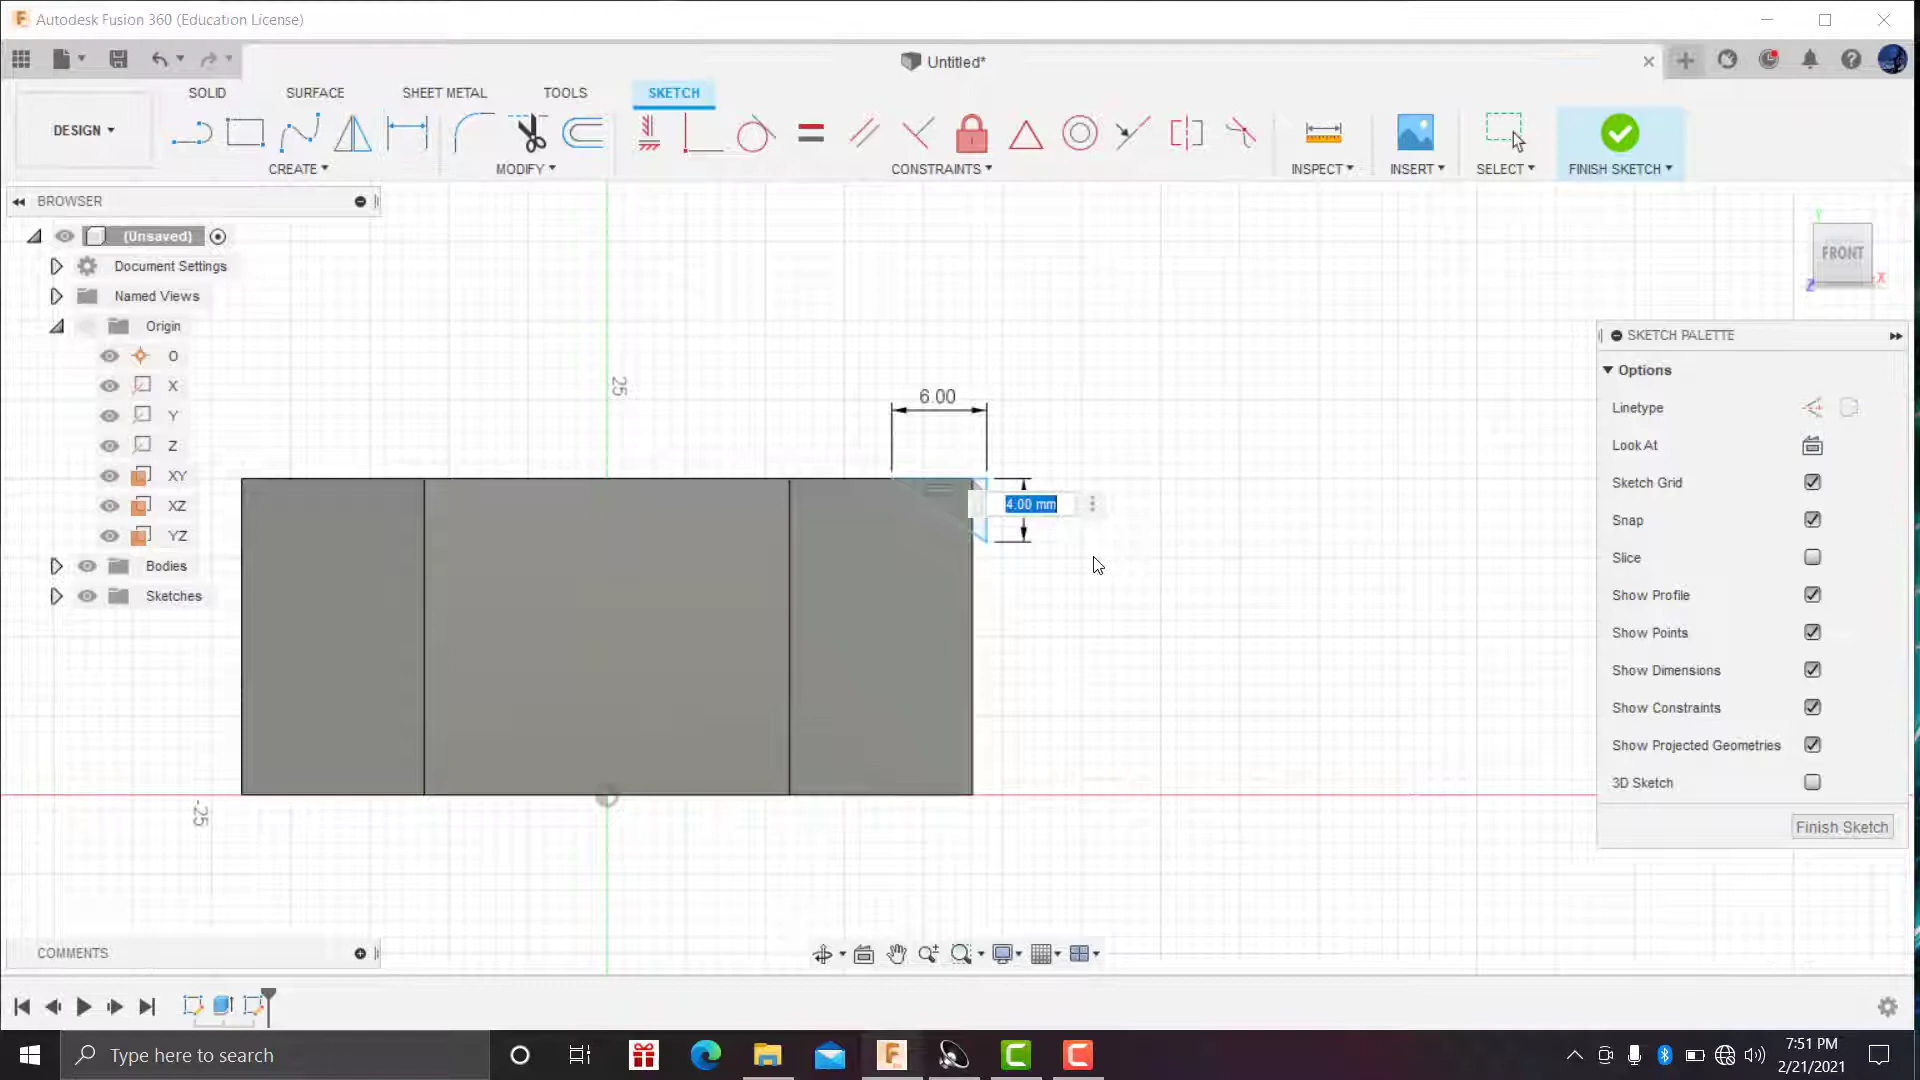 Autodesk Fusion 360 (Education License)
Untitled*
SOLID
SURFACE
SHEET METAL
TOOLS
SKETCH
DESIGN
CREATE
MODIFY
CONSTRAINTS
INSPECT
INSERT
SELECT
FINISH SKETCH
BROWSER
(Unsaved)
Document Settings
Named Views
Origin
O
X
Y
Z
XY
XZ
YZ
Bodies
Sketches
25
6.00
4.00 mm
-25
Y
FRONT
X
Z
SKETCH PALETTE
Options
Linetype
Look At
Sketch Grid
Snap
Slice
Show Profile
Show Points
Show Dimensions
Show Constraints
Show Projected Geometries
3D Sketch
Finish Sketch
COMMENTS
Type here to search
7:51 PM
2/21/2021